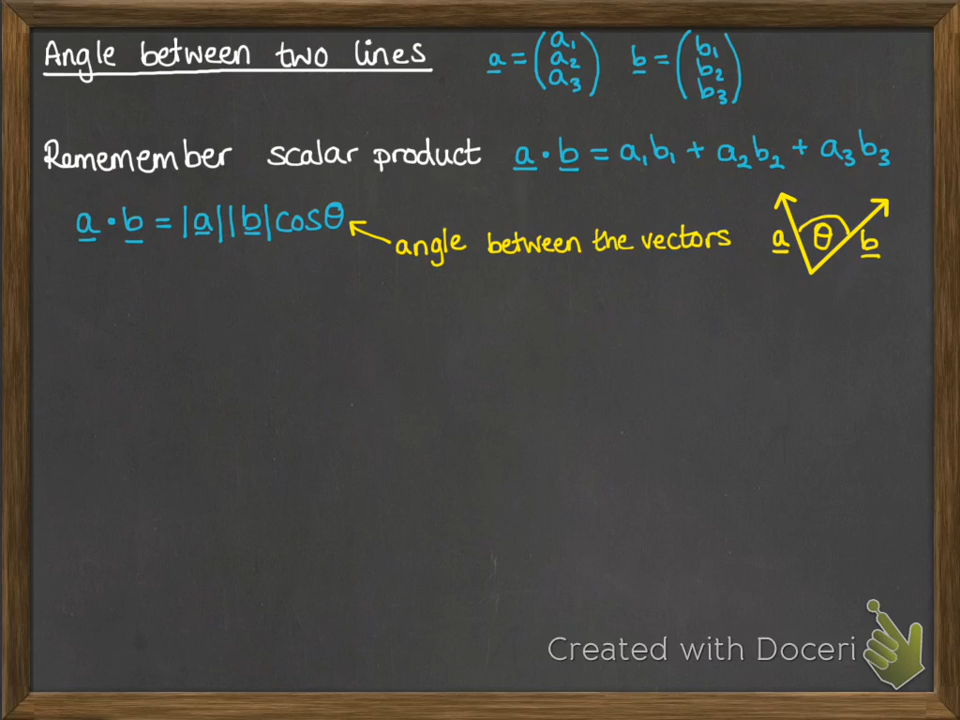 Angle between two lines a = (a₁ a₂ a₃) b = (b₁ b₂ b₃)
Rememember scalar product a · b = a₁b₁ + a₂b₂ + a₃b₃
a · b = |a||b|cosθ
angle between the vectors
a θ b
Created with Doceri